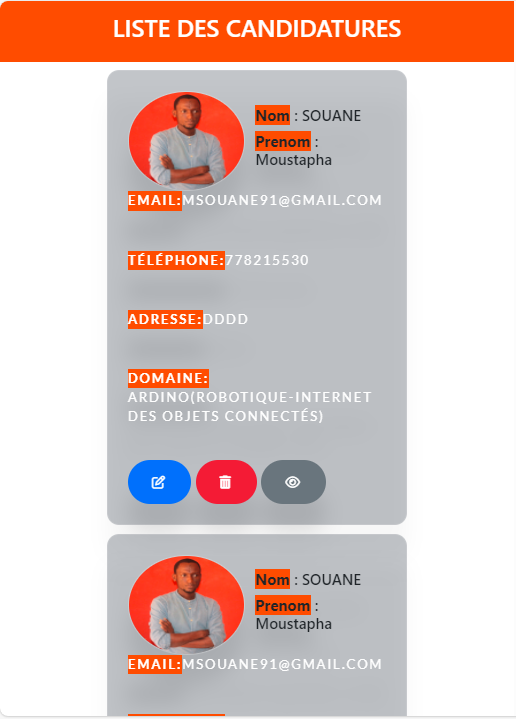 LISTE DES CANDIDATURES
Nom : SOUANE
Prenom :
Moustapha
EMAIL:MSOUANE91@GMAIL.COM
TÉLÉPHONE:778215530
ADRESSE:DDDD
DOMAINE:
ARDINO(ROBOTIQUE-INTERNET
DES OBJETS CONNECTÉS)
Nom : SOUANE
Prenom :
Moustapha
EMAIL:MSOUANE91@GMAIL.COM